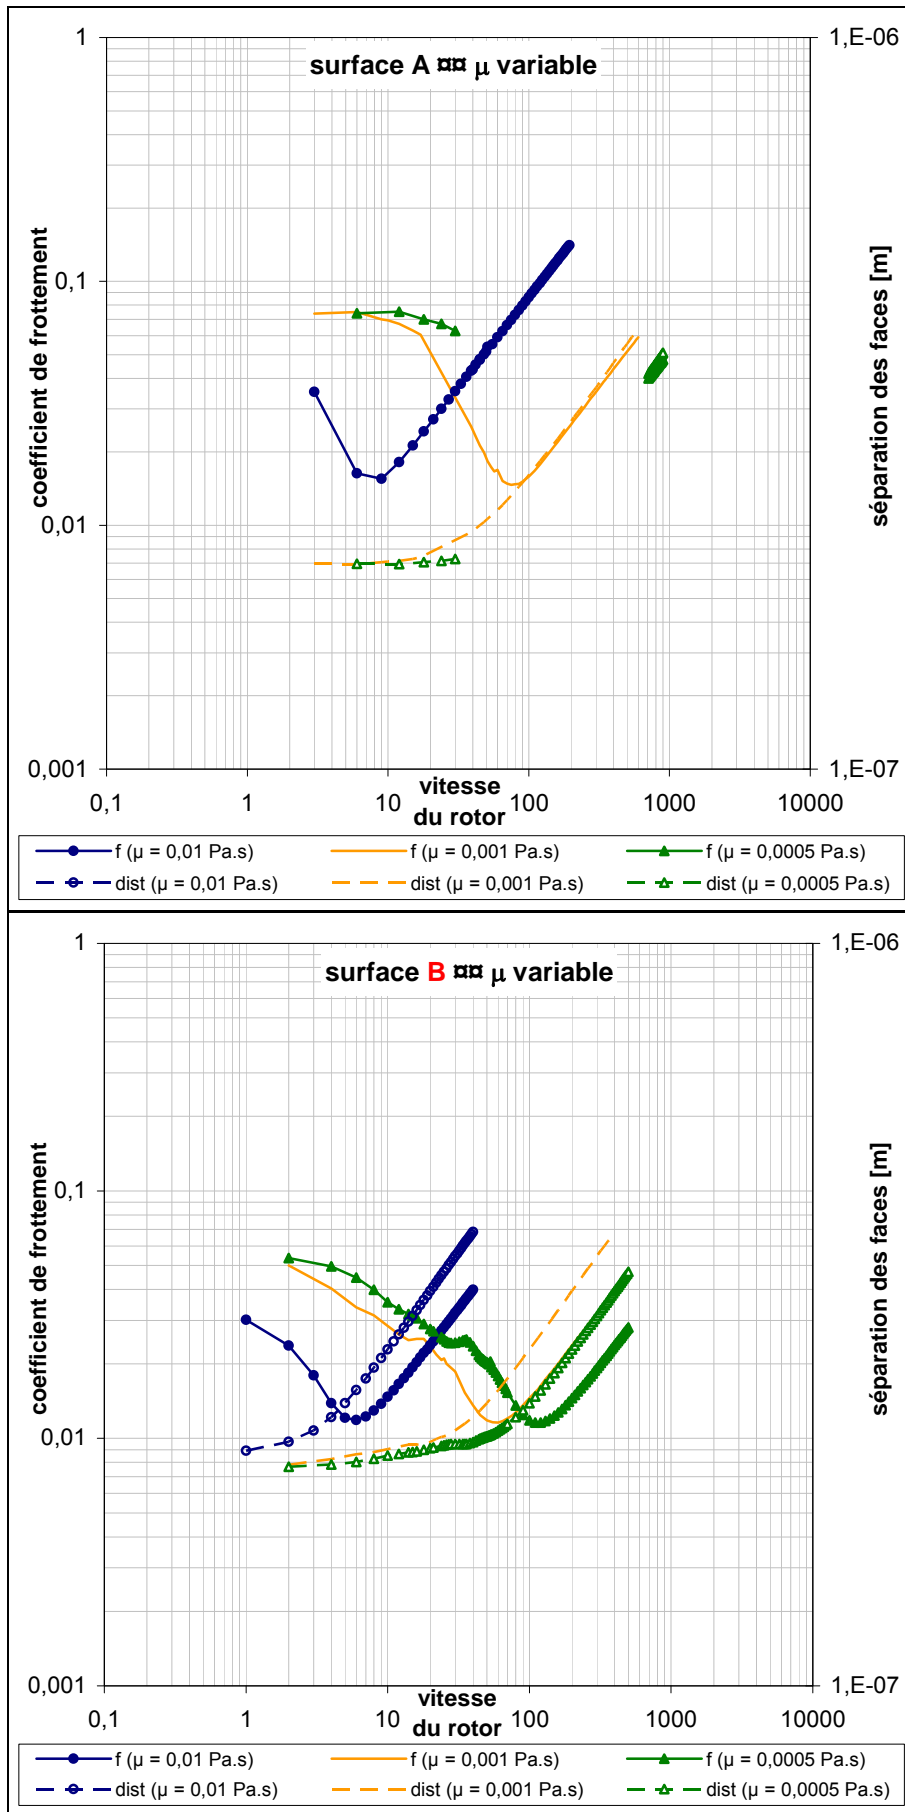 surface A ¤¤ μ variable
1
0,1
0,01
0,001
coefficient de frottement
1,E-06
1,E-07
séparation des faces [m]
0,1
1
10
100
1000
10000
vitesse
du rotor
f (μ = 0,01 Pa.s)
f (μ = 0,001 Pa.s)
f (μ = 0,0005 Pa.s)
dist (μ = 0,01 Pa.s)
dist (μ = 0,001 Pa.s)
dist (μ = 0,0005 Pa.s)
surface B ¤¤ μ variable
1
0,1
0,01
0,001
coefficient de frottement
1,E-06
1,E-07
séparation des faces [m]
0,1
1
10
100
1000
10000
vitesse
du rotor
f (μ = 0,01 Pa.s)
f (μ = 0,001 Pa.s)
f (μ = 0,0005 Pa.s)
dist (μ = 0,01 Pa.s)
dist (μ = 0,001 Pa.s)
dist (μ = 0,0005 Pa.s)